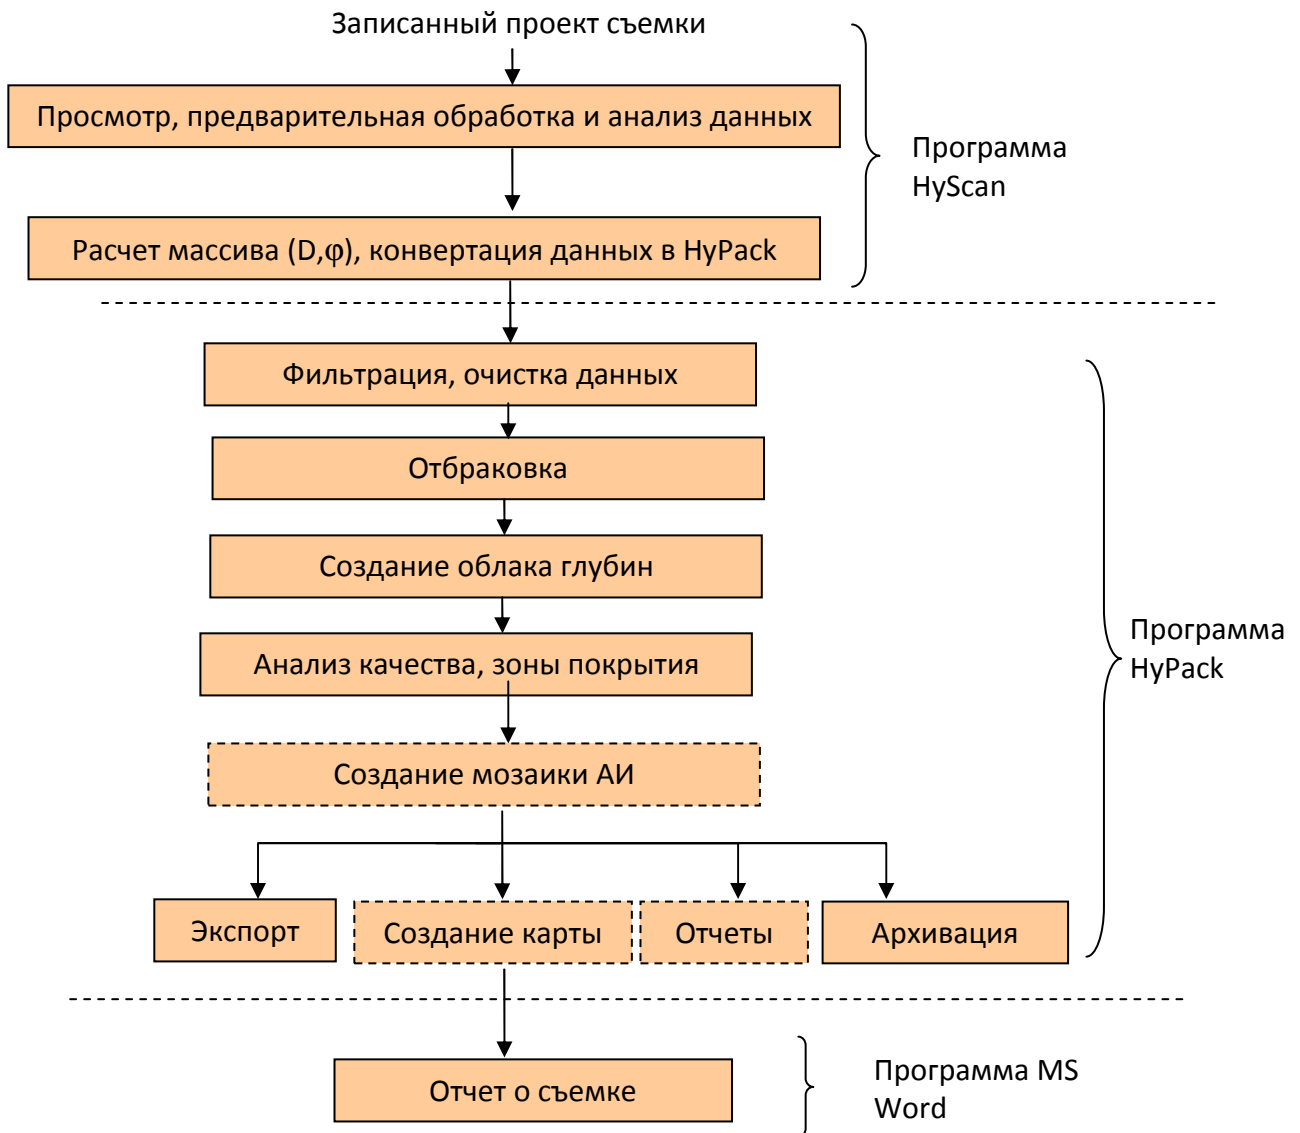 Записанный проект съемки
Просмотр, предварительная обработка и анализ данных
Программа
HyScan
Расчет массива (D,φ), конвертация данных в HyPack
Фильтрация, очистка данных
Отбраковка
Создание облака глубин
Анализ качества, зоны покрытия
Программа
HyPack
Создание мозаики АИ
Экспорт
Создание карты
Отчеты
Архивация
Отчет о съемке
Программа MS
Word